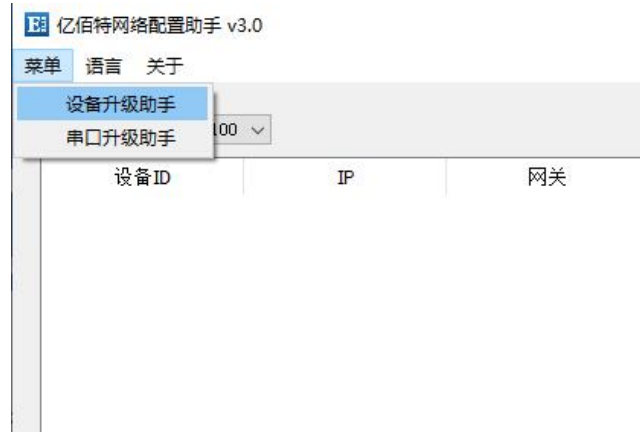 亿佰特网络配置助手 v3.0
菜单 语言 关于
设备升级助手
100
串口升级助手
设备ID IP 网关